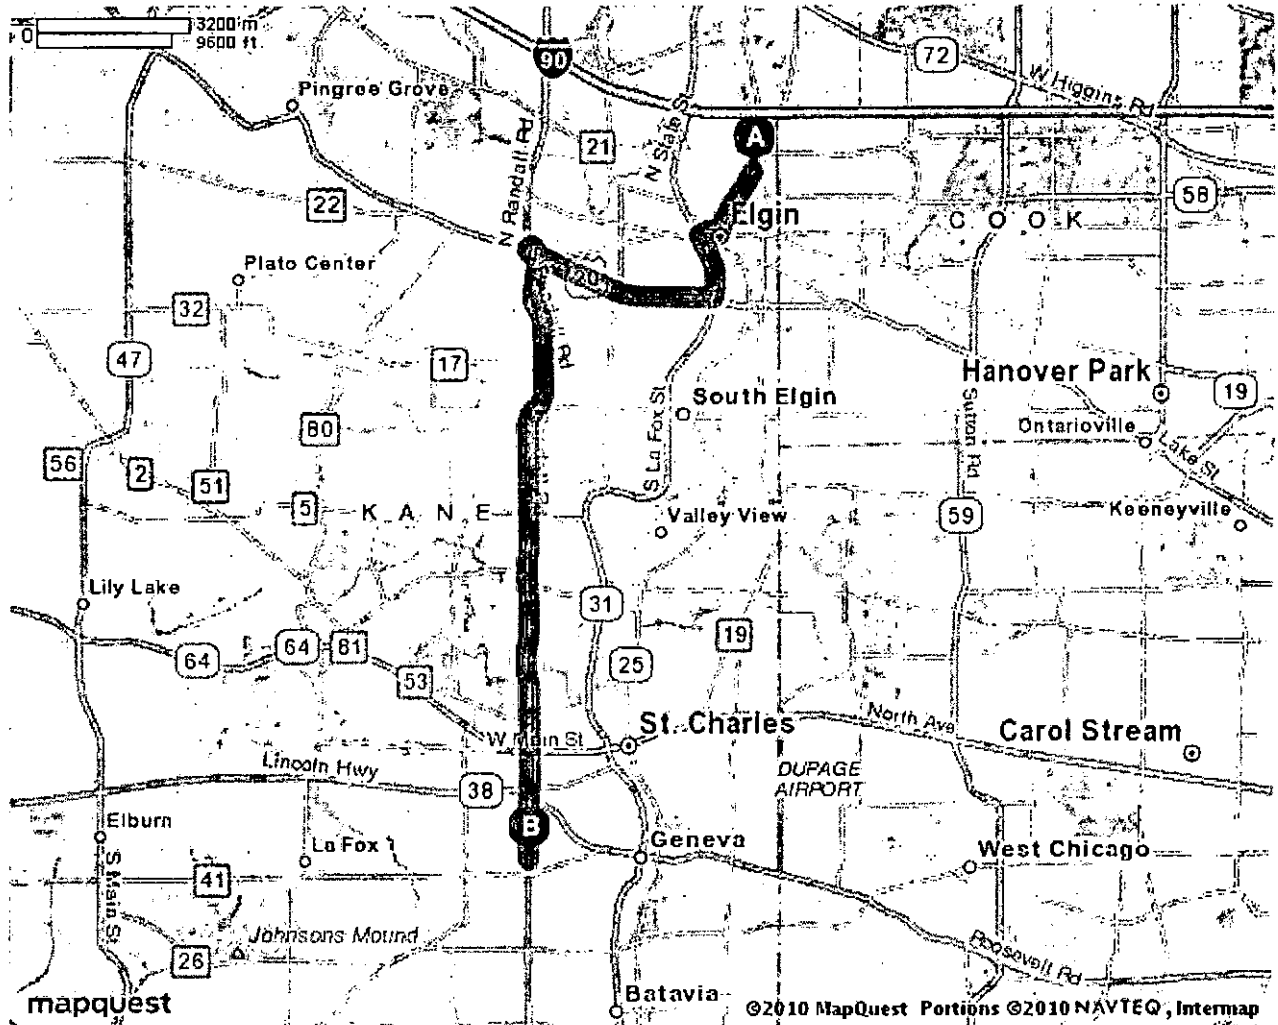 3200 m
0
9600 ft
72
90
W Higgins Rd
Pingree Grove
A
N State S
N Randall Rd
21
22
58
Elgin
C O O K
Plato Center
20
32
47
17
Rd
Hanover Park
19
South Elgin
Sutton Rd
80
Ontarioville
S La Fox St
Lake St
56
2
51
5
K A N E
Valley View
59
Keeneyville
Lily Lake
31
19
64
64
81
25
53
St. Charles
North Ave
Carol Stream
W Main St
Lincoln Hwy
DUPAGE
AIRPORT
38
Elburn
B
La Fox
Geneva
West Chicago
41
S Main St
Johnsons Mound
26
Roosevelt Rd
Batavia
mapquest
©2010 MapQuest Portions ©2010 NAVTEQ, Intermap